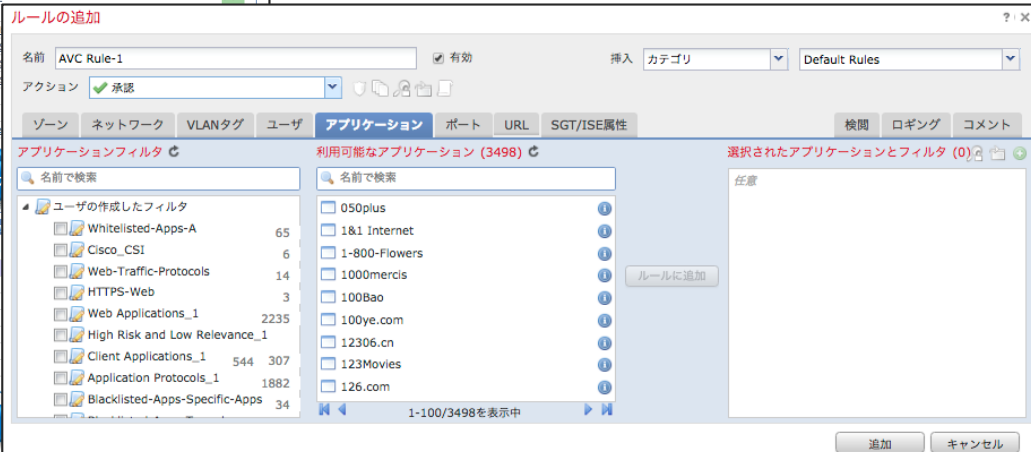 ルールの追加
名前 AVC Rule-1 有効 挿入 カテゴリ Default Rules
アクション 承認
ゾーン ネットワーク VLANタグ ユーザ アプリケーション ポート URL SGT/ISE属性 検閲 ロギング コメント
アプリケーションフィルタ 利用可能なアプリケーション (3498) 選択されたアプリケーションとフィルタ (0)
名前で検索 名前で検索 任意
ユーザの作成したフィルタ 050plus
Whitelisted-Apps-A 65 1&1 Internet
Cisco_CSI 6 1-800-Flowers
Web-Traffic-Protocols 14 1000mercis ルールに追加
HTTPS-Web 3 100Bao
Web Applications_1 2235 100ye.com
High Risk and Low Relevance_1 12306.cn
Client Applications_1 544 307 123Movies
Application Protocols_1 1882 126.com
Blacklisted-Apps-Specific-Apps 34 1-100/3498を表示中
追加 キャンセル